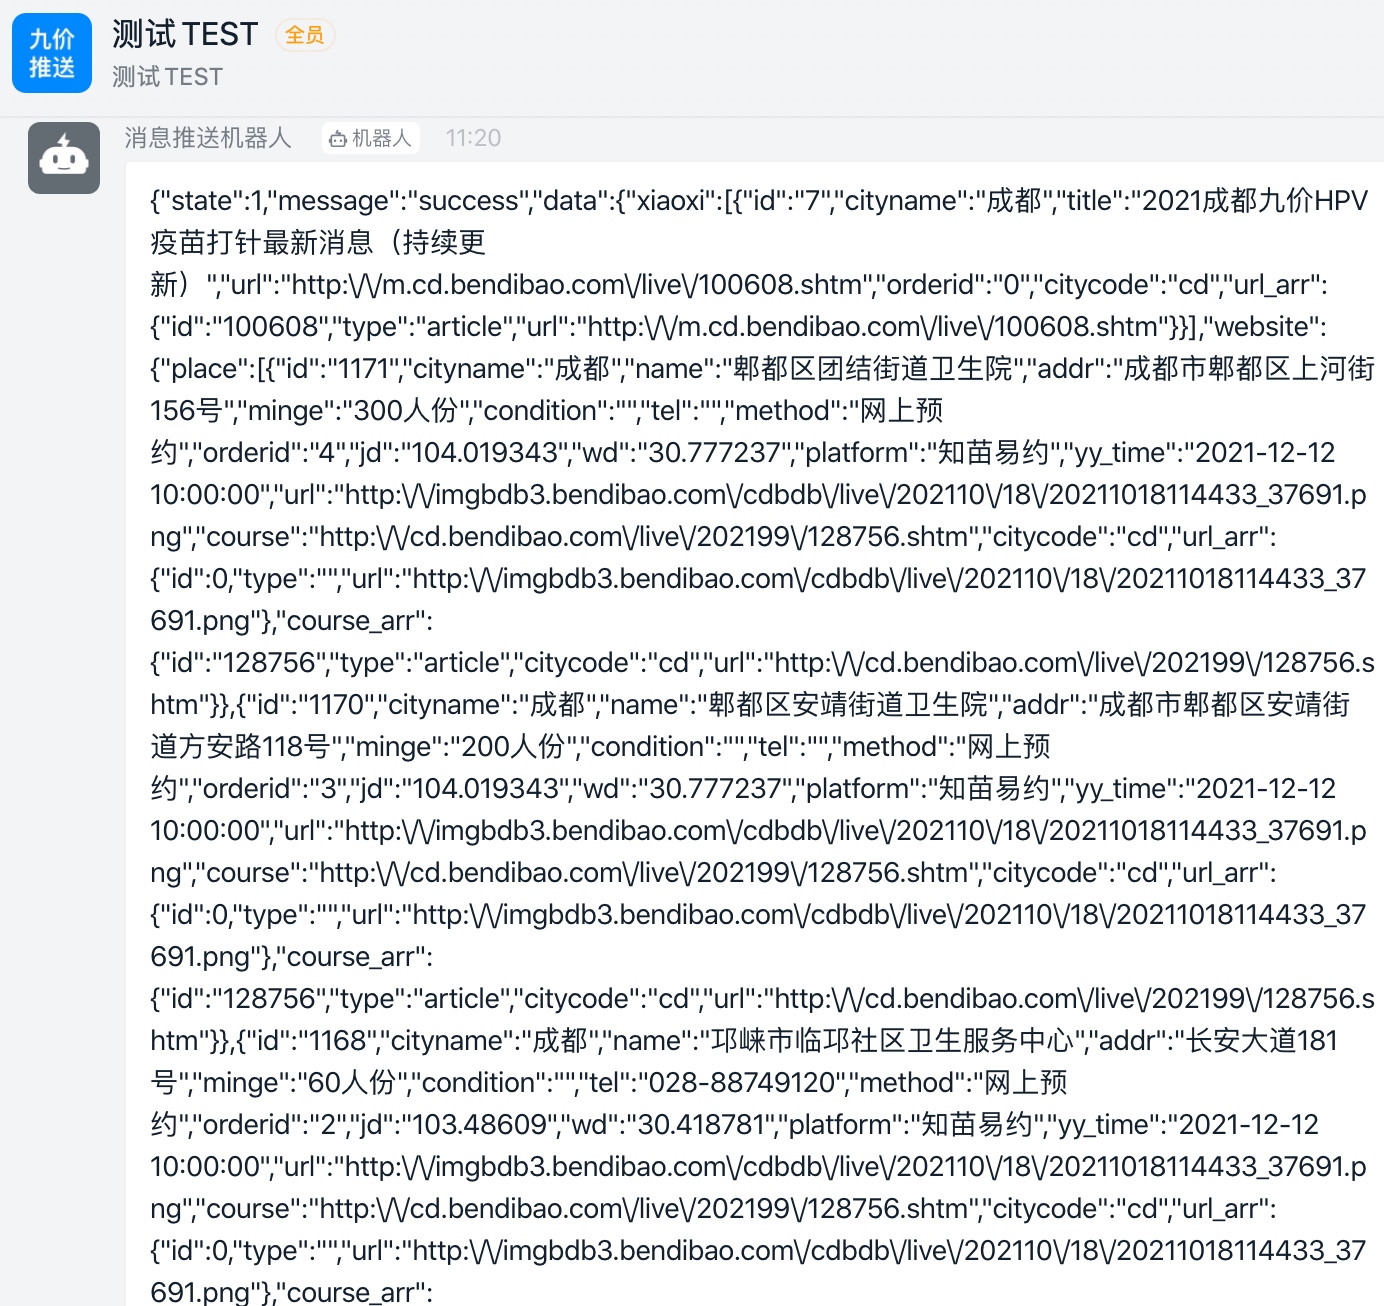 九价
推送
测试TEST 全员
测试TEST
消息推送机器人 机器人 11:20
{"state":1,"message":"success","data":{"xiaoxi":[{"id":"7","cityname":"成都","title":"2021成都九价HPV
疫苗打针最新消息（持续更
新）","url":"http:\/\/m.cd.bendibao.com\/live\/100608.shtm","orderid":"0","citycode":"cd","url_arr":
{"id":"100608","type":"article","url":"http:\/\/m.cd.bendibao.com\/live\/100608.shtm"}}],"website":
{"place":[{"id":"1171","cityname":"成都","name":"郫都区团结街道卫生院","addr":"成都市郫都区上河街
156号","minge":"300人份","condition":"","tel":"","method":"网上预
约","orderid":"4","jd":"104.019343","wd":"30.777237","platform":"知苗易约","yy_time":"2021-12-12
10:00:00","url":"http:\/\/imgbdb3.bendibao.com\/cdbdb\/live\/202110\/18\/20211018114433_37691.p
ng","course":"http:\/\/cd.bendibao.com\/live\/202199\/128756.shtm","citycode":"cd","url_arr":
{"id":0,"type":"","url":"http:\/\/imgbdb3.bendibao.com\/cdbdb\/live\/202110\/18\/20211018114433_37
691.png"},"course_arr":
{"id":"128756","type":"article","citycode":"cd","url":"http:\/\/cd.bendibao.com\/live\/202199\/128756.s
htm"}},{"id":"1170","cityname":"成都","name":"郫都区安靖街道卫生院","addr":"成都市郫都区安靖街
道方安路118号","minge":"200人份","condition":"","tel":"","method":"网上预
约","orderid":"3","jd":"104.019343","wd":"30.777237","platform":"知苗易约","yy_time":"2021-12-12
10:00:00","url":"http:\/\/imgbdb3.bendibao.com\/cdbdb\/live\/202110\/18\/20211018114433_37691.p
ng","course":"http:\/\/cd.bendibao.com\/live\/202199\/128756.shtm","citycode":"cd","url_arr":
{"id":0,"type":"","url":"http:\/\/imgbdb3.bendibao.com\/cdbdb\/live\/202110\/18\/20211018114433_37
691.png"},"course_arr":
{"id":"128756","type":"article","citycode":"cd","url":"http:\/\/cd.bendibao.com\/live\/202199\/128756.s
htm"}},{"id":"1168","cityname":"成都","name":"邛崃市临邛社区卫生服务中心","addr":"长安大道181
号","minge":"60人份","condition":"","tel":"028-88749120","method":"网上预
约","orderid":"2","jd":"103.48609","wd":"30.418781","platform":"知苗易约","yy_time":"2021-12-12
10:00:00","url":"http:\/\/imgbdb3.bendibao.com\/cdbdb\/live\/202110\/18\/20211018114433_37691.p
ng","course":"http:\/\/cd.bendibao.com\/live\/202199\/128756.shtm","citycode":"cd","url_arr":
{"id":0,"type":"","url":"http:\/\/imgbdb3.bendibao.com\/cdbdb\/live\/202110\/18\/20211018114433_37
691.png"},"course_arr":